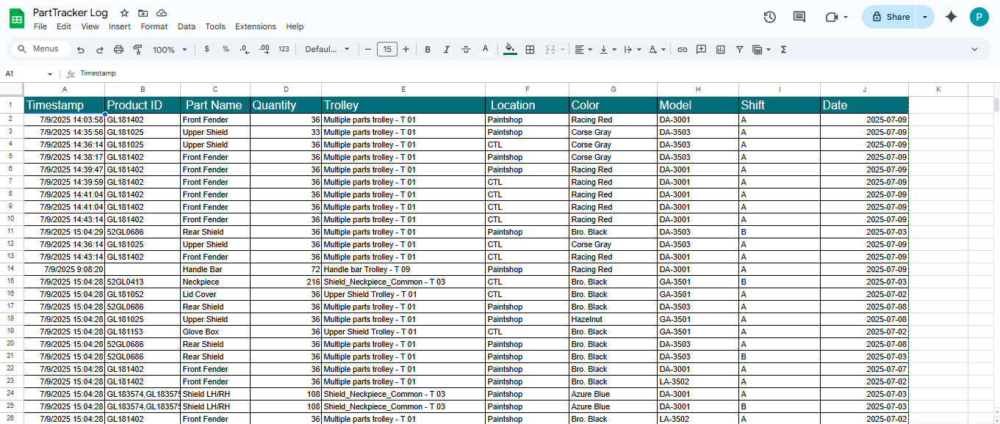 PartTracker Log
File Edit View Insert Format Data Tools Extensions Help
Share
P
Menus 100% $ % .0 .00 123 Defaul... 15 B I A
A1 fx Timestamp
A B C D E F G H I J K
1 Timestamp Product ID Part Name Quantity Trolley Location Color Model Shift Date
2 7/9/2025 14:03:58 GL181402 Front Fender 36 Multiple parts trolley - T 01 Paintshop Racing Red DA-3001 A 2025-07-09
3 7/9/2025 14:35:56 GL181025 Upper Shield 33 Multiple parts trolley - T 01 Paintshop Corse Gray DA-3503 A 2025-07-09
4 7/9/2025 14:36:14 GL181025 Upper Shield 36 Multiple parts trolley - T 01 CTL Corse Gray DA-3503 A 2025-07-09
5 7/9/2025 14:38:17 GL181402 Front Fender 36 Multiple parts trolley - T 01 Paintshop Corse Gray DA-3503 A 2025-07-09
6 7/9/2025 14:39:47 GL181402 Front Fender 36 Multiple parts trolley - T 01 Paintshop Racing Red DA-3001 A 2025-07-09
7 7/9/2025 14:39:59 GL181402 Front Fender 36 Multiple parts trolley - T 01 CTL Racing Red DA-3001 A 2025-07-09
8 7/9/2025 14:41:04 GL181402 Front Fender 36 Multiple parts trolley - T 01 CTL Racing Red DA-3001 A 2025-07-09
9 7/9/2025 14:41:04 GL181402 Front Fender 36 Multiple parts trolley - T 01 CTL Racing Red DA-3001 A 2025-07-09
10 7/9/2025 14:43:14 GL181402 Front Fender 36 Multiple parts trolley - T 01 CTL Racing Red DA-3001 A 2025-07-09
11 7/9/2025 15:04:29 52GL0686 Rear Shield 36 Multiple parts trolley - T 01 Paintshop Bro. Black DA-3503 B 2025-07-03
12 7/9/2025 14:36:14 GL181025 Upper Shield 36 Multiple parts trolley - T 01 CTL Corse Gray DA-3503 A 2025-07-09
13 7/9/2025 14:43:14 GL181402 Front Fender 36 Multiple parts trolley - T 01 CTL Racing Red DA-3001 A 2025-07-09
14 7/9/2025 9:08:20 Handle Bar 72 Handle bar Trolley - T 09 Paintshop Racing Red DA-3001 A 2025-07-09
15 7/9/2025 15:04:28 52GL0413 Neckpiece 216 Shield_Neckpiece_Common - T 03 CTL Bro. Black GA-3501 B 2025-07-03
16 7/9/2025 15:04:28 GL181052 Lid Cover 36 Upper Shield Trolley - T 01 CTL Bro. Black GA-3501 A 2025-07-02
17 7/9/2025 15:04:28 52GL0686 Rear Shield 36 Multiple parts trolley - T 01 Paintshop Bro. Black DA-3503 A 2025-07-08
18 7/9/2025 15:04:28 GL181025 Upper Shield 36 Multiple parts trolley - T 01 Paintshop Hazelnut GA-3501 A 2025-07-08
19 7/9/2025 15:04:28 GL181153 Glove Box 36 Upper Shield Trolley - T 01 CTL Bro. Black GA-3501 A 2025-07-02
20 7/9/2025 15:04:28 52GL0686 Rear Shield 36 Multiple parts trolley - T 01 Paintshop Bro. Black DA-3503 A 2025-07-08
21 7/9/2025 15:04:28 52GL0686 Rear Shield 36 Multiple parts trolley - T 01 Paintshop Bro. Black DA-3503 B 2025-07-03
22 7/9/2025 15:04:28 GL181402 Front Fender 36 Multiple parts trolley - T 01 Paintshop Bro. Black DA-3001 A 2025-07-07
23 7/9/2025 15:04:28 GL181402 Front Fender 36 Multiple parts trolley - T 01 Paintshop Bro. Black LA-3502 A 2025-07-02
24 7/9/2025 15:04:28 GL183574,GL183575 Shield LH/RH 108 Shield_Neckpiece_Common - T 03 Paintshop Azure Blue DA-3001 A 2025-07-03
25 7/9/2025 15:04:28 GL183574,GL183575 Shield LH/RH 108 Shield_Neckpiece_Common - T 03 Paintshop Azure Blue DA-3001 B 2025-07-03
26 7/9/2025 15:04:28 GL181402 Front Fender 36 Multiple parts trolley - T 01 Paintshop Bro. Black LA-3502 A 2025-07-02